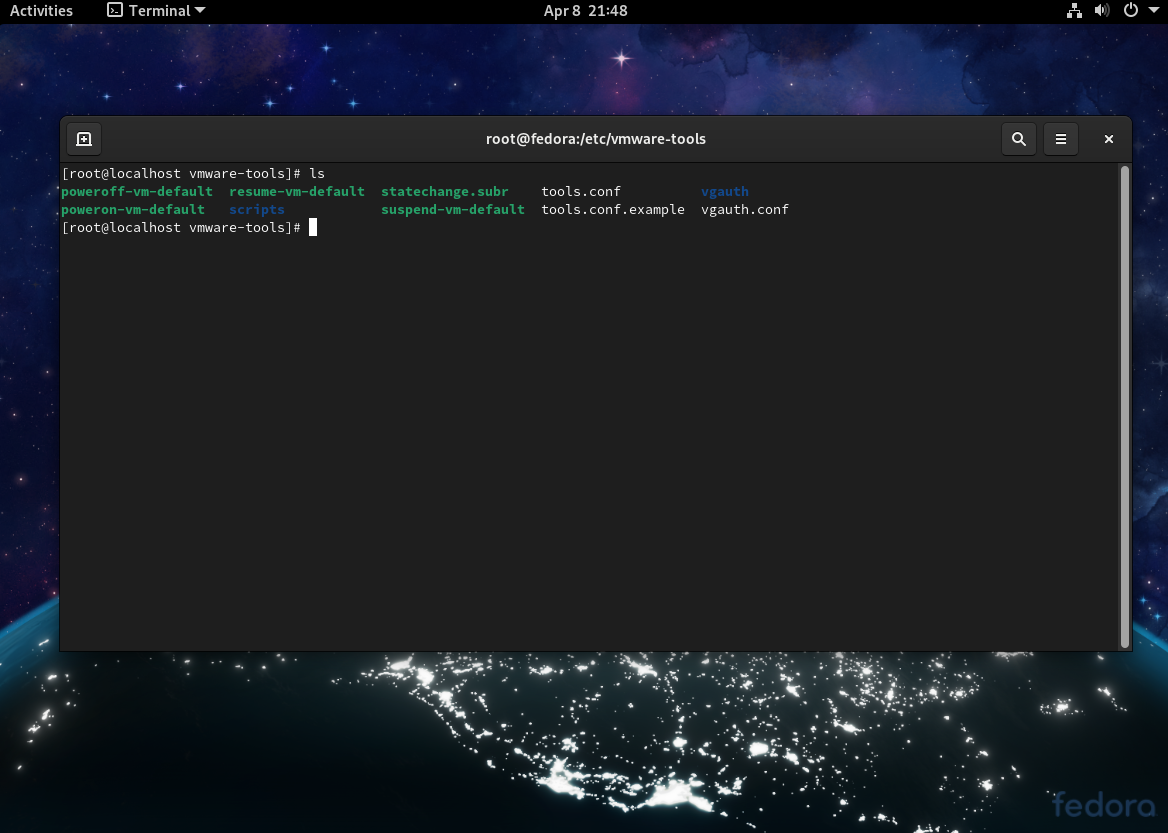 Activities Terminal Apr 8 21:48
root@fedora:/etc/vmware-tools
[root@localhost vmware-tools]# ls
poweroff-vm-default resume-vm-default statechange.subr tools.conf vgauth
poweron-vm-default scripts suspend-vm-default tools.conf.example vgauth.conf
[root@localhost vmware-tools]#
fedora